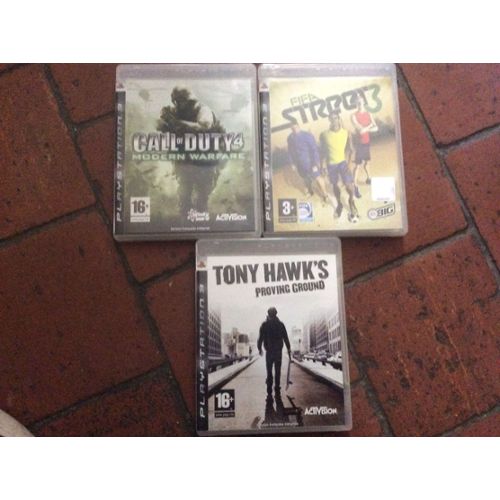 PLAYSTATION 3
CALL OF DUTY 4
MODERN WARFARE
16+
ACTIVISION
PLAYSTATION 3
FIFA
STREET 3
3+
BIG
PLAYSTATION 3
TONY HAWK'S
PROVING GROUND
16+
ACTIVISION